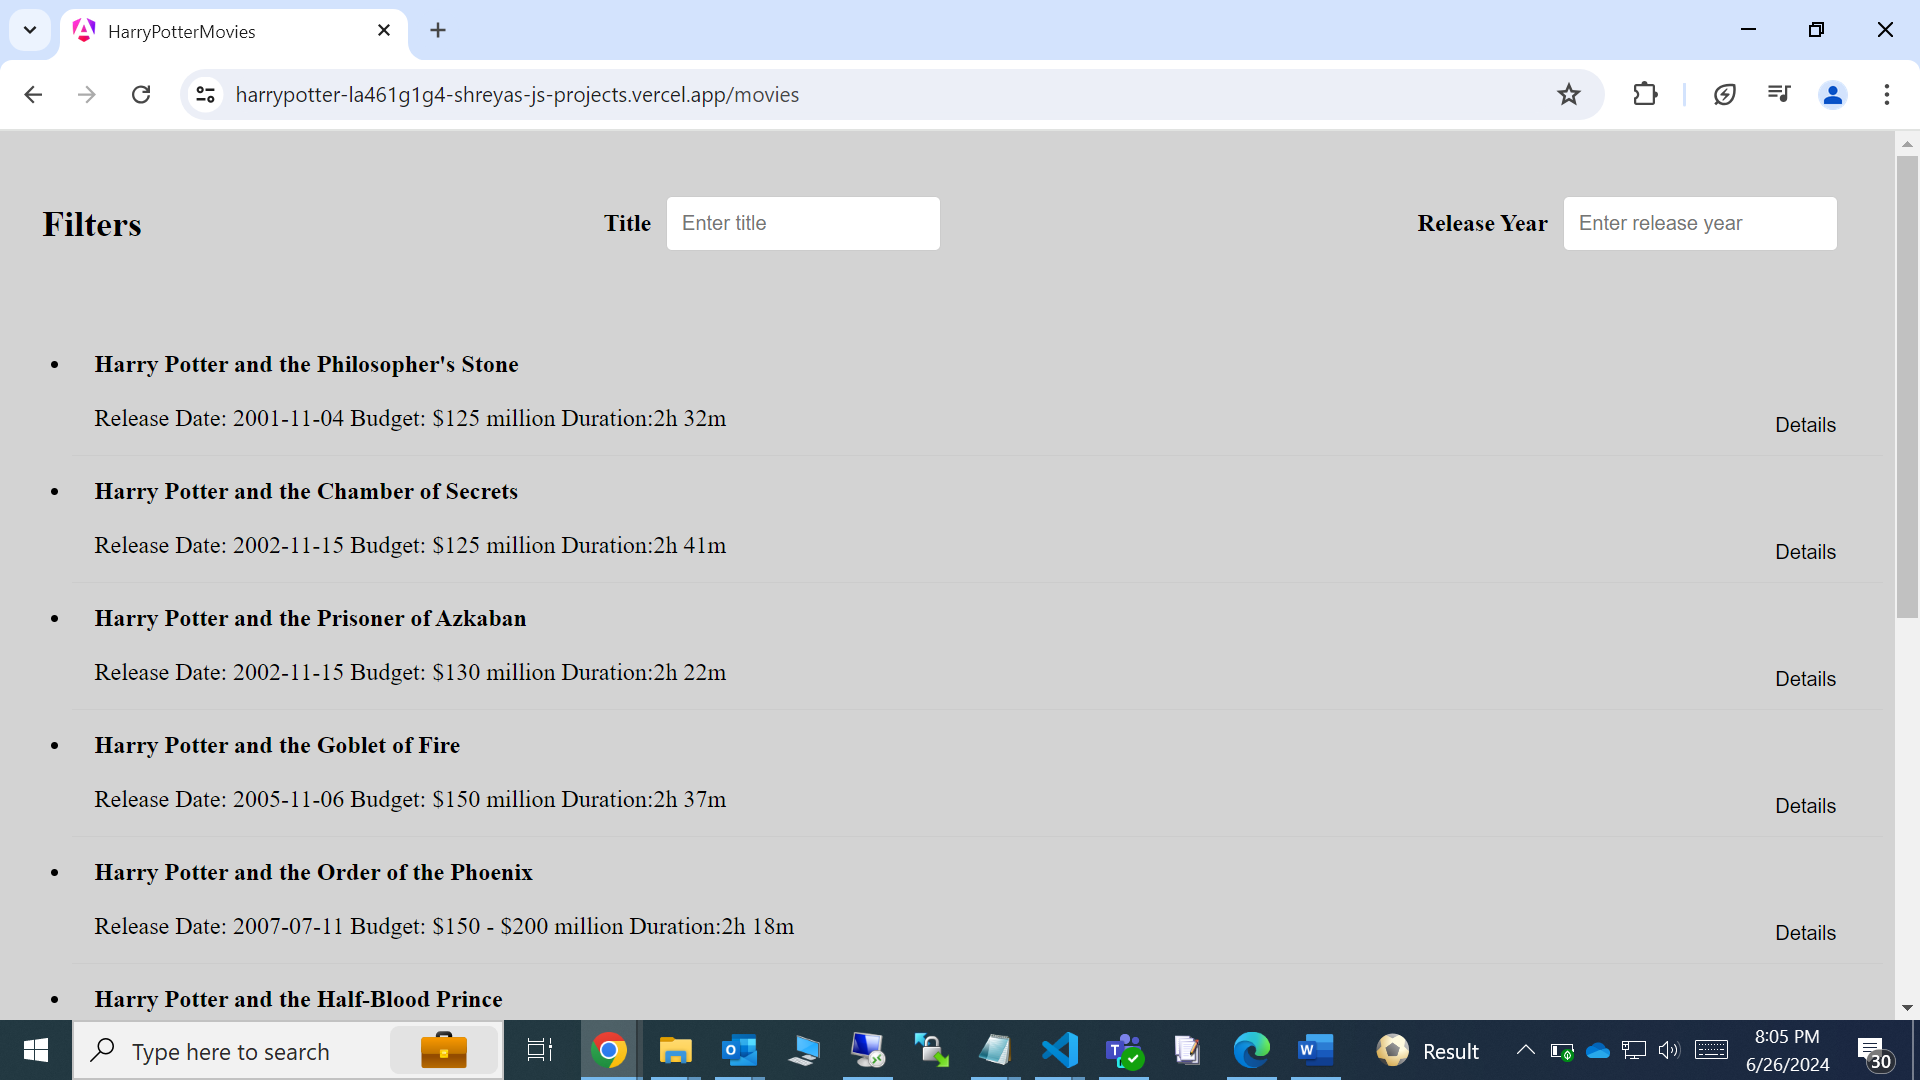 HarryPotterMovies
harrypotter-la461g1g4-shreyas-js-projects.vercel.app/movies
Filters Title Enter title Release Year Enter release year
Harry Potter and the Philosopher's Stone
Release Date: 2001-11-04 Budget: $125 million Duration:2h 32m
Details
Harry Potter and the Chamber of Secrets
Release Date: 2002-11-15 Budget: $125 million Duration:2h 41m
Details
Harry Potter and the Prisoner of Azkaban
Release Date: 2002-11-15 Budget: $130 million Duration:2h 22m
Details
Harry Potter and the Goblet of Fire
Release Date: 2005-11-06 Budget: $150 million Duration:2h 37m
Details
Harry Potter and the Order of the Phoenix
Release Date: 2007-07-11 Budget: $150 - $200 million Duration:2h 18m
Details
Harry Potter and the Half-Blood Prince
Type here to search
Result
8:05 PM
6/26/2024
30